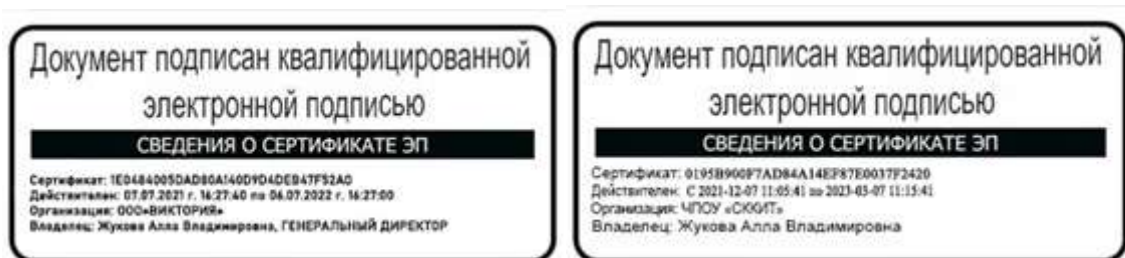 Документ подписан квалифицированной
электронной подписью
СВЕДЕНИЯ О СЕРТИФИКАТЕ ЭП
Сертификат: 1E0484005DAD80A140D9D4DEB47F52A0
Действителен: 07.07.2021 г. 16:27:40 по 06.07.2022 г. 16:27:00
Организация: ООО«ВИКТОРИЯ»
Владелец: Жукова Алла Владимировна, ГЕНЕРАЛЬНЫЙ ДИРЕКТОР
Документ подписан квалифицированной
электронной подписью
СВЕДЕНИЯ О СЕРТИФИКАТЕ ЭП
Сертификат: 0195B900F7AD84A14EF87E0037F2420
Действителен: С 2021-12-07 11:05:41 по 2023-03-07 11:15:41
Организация: ЧПОУ «СККИТ»
Владелец: Жукова Алла Владимировна